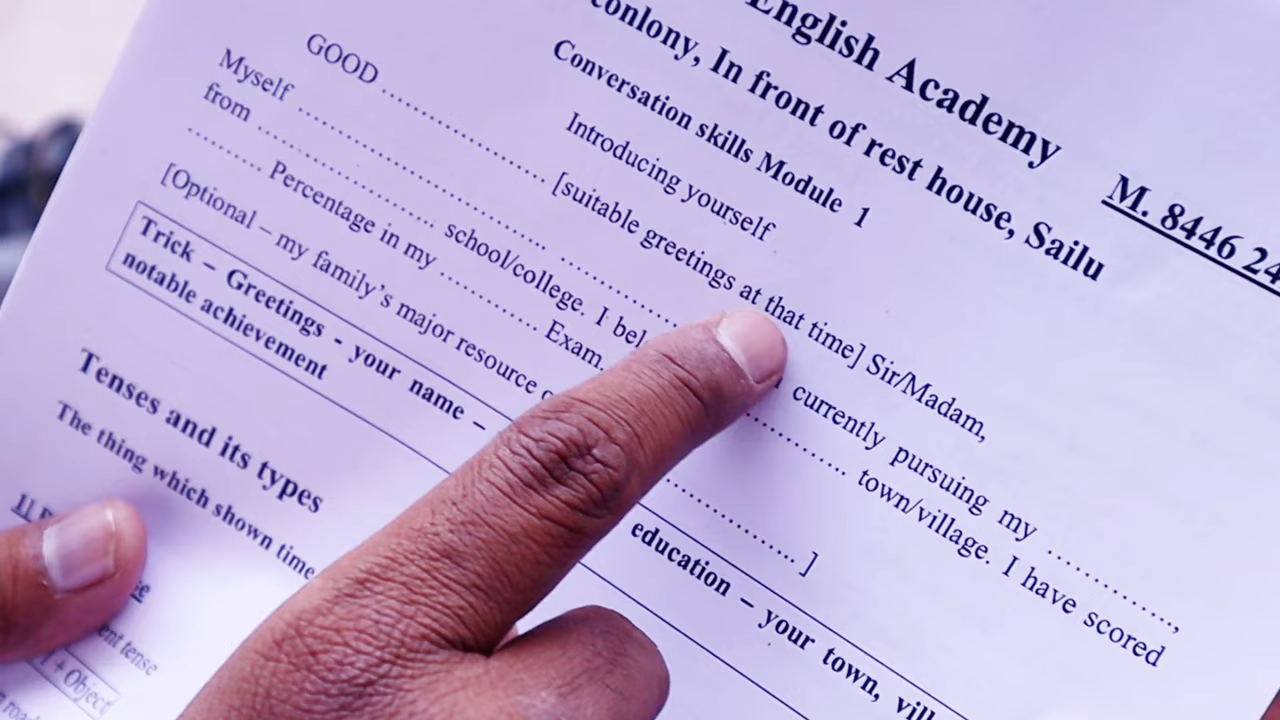 English Academy
conlony, In front of rest house, Sailu
M. 8446 24
Conversation skills Module 1
Introducing yourself
GOOD .............................. [suitable greetings at that time] Sir/Madam,
Myself .............................................. currently pursuing my ..................,
from .............................. school/college. I bel .................. town/village. I have scored
............ Percentage in my .................. Exam.
[Optional – my family's major resource .........................]
Trick – Greetings - your name – education – your town, vill
notable achievement
Tenses and its types
The thing which shown time
ent tense
+ Object